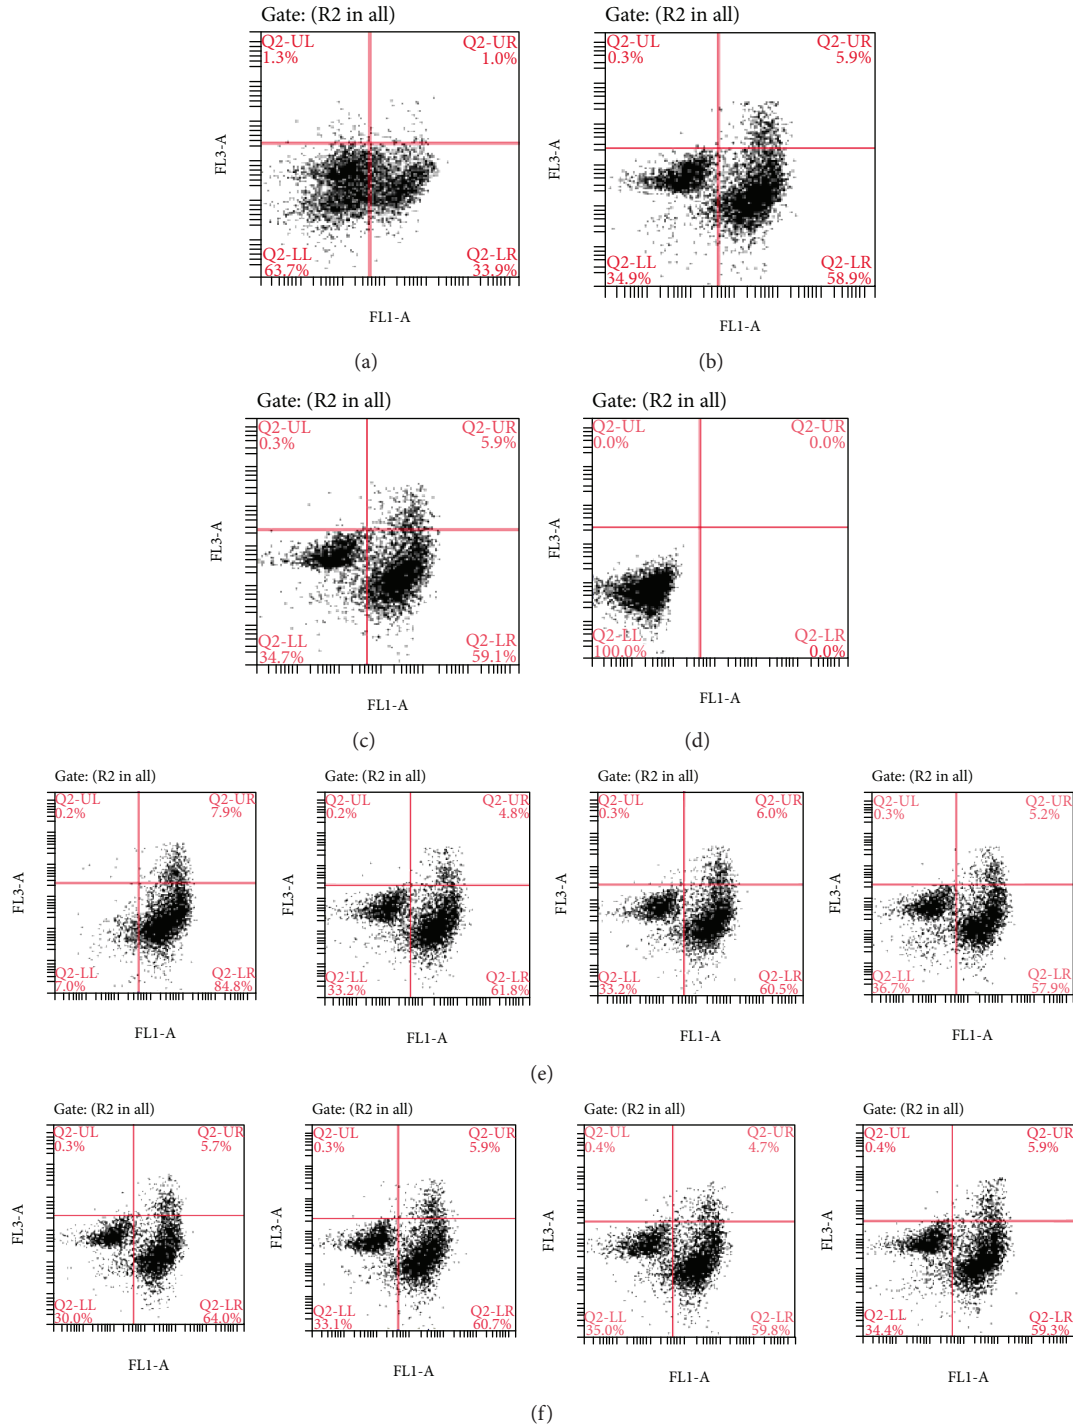 Gate: (R2 in all)
Q2-UL
1.3%
Q2-UR
1.0%
Q2-LL
63.7%
Q2-LR
33.9%
FL3-A
FL1-A
(a)
Gate: (R2 in all)
Q2-UL
0.3%
Q2-UR
5.9%
Q2-LL
34.9%
Q2-LR
58.9%
FL3-A
FL1-A
(b)
Gate: (R2 in all)
Q2-UL
0.3%
Q2-UR
5.9%
Q2-LL
34.7%
Q2-LR
59.1%
FL3-A
FL1-A
(c)
Gate: (R2 in all)
Q2-UL
0.0%
Q2-UR
0.0%
Q2-LL
100.0%
Q2-LR
0.0%
FL3-A
FL1-A
(d)
Gate: (R2 in all)
Q2-UL
0.2%
Q2-UR
7.9%
Q2-LL
7.0%
Q2-LR
84.8%
FL3-A
FL1-A
Gate: (R2 in all)
Q2-UL
0.2%
Q2-UR
4.8%
Q2-LL
33.2%
Q2-LR
61.8%
FL3-A
FL1-A
Gate: (R2 in all)
Q2-UL
0.3%
Q2-UR
6.0%
Q2-LL
33.2%
Q2-LR
60.5%
FL3-A
FL1-A
Gate: (R2 in all)
Q2-UL
0.3%
Q2-UR
5.2%
Q2-LL
36.7%
Q2-LR
57.9%
FL3-A
FL1-A
(e)
Gate: (R2 in all)
Q2-UL
0.3%
Q2-UR
5.7%
Q2-LL
30.0%
Q2-LR
64.0%
FL3-A
FL1-A
Gate: (R2 in all)
Q2-UL
0.3%
Q2-UR
5.9%
Q2-LL
33.1%
Q2-LR
60.7%
FL3-A
FL1-A
Gate: (R2 in all)
Q2-UL
0.4%
Q2-UR
4.7%
Q2-LL
35.0%
Q2-LR
59.8%
FL3-A
FL1-A
Gate: (R2 in all)
Q2-UL
0.4%
Q2-UR
5.9%
Q2-LL
34.4%
Q2-LR
59.3%
FL3-A
FL1-A
(f)